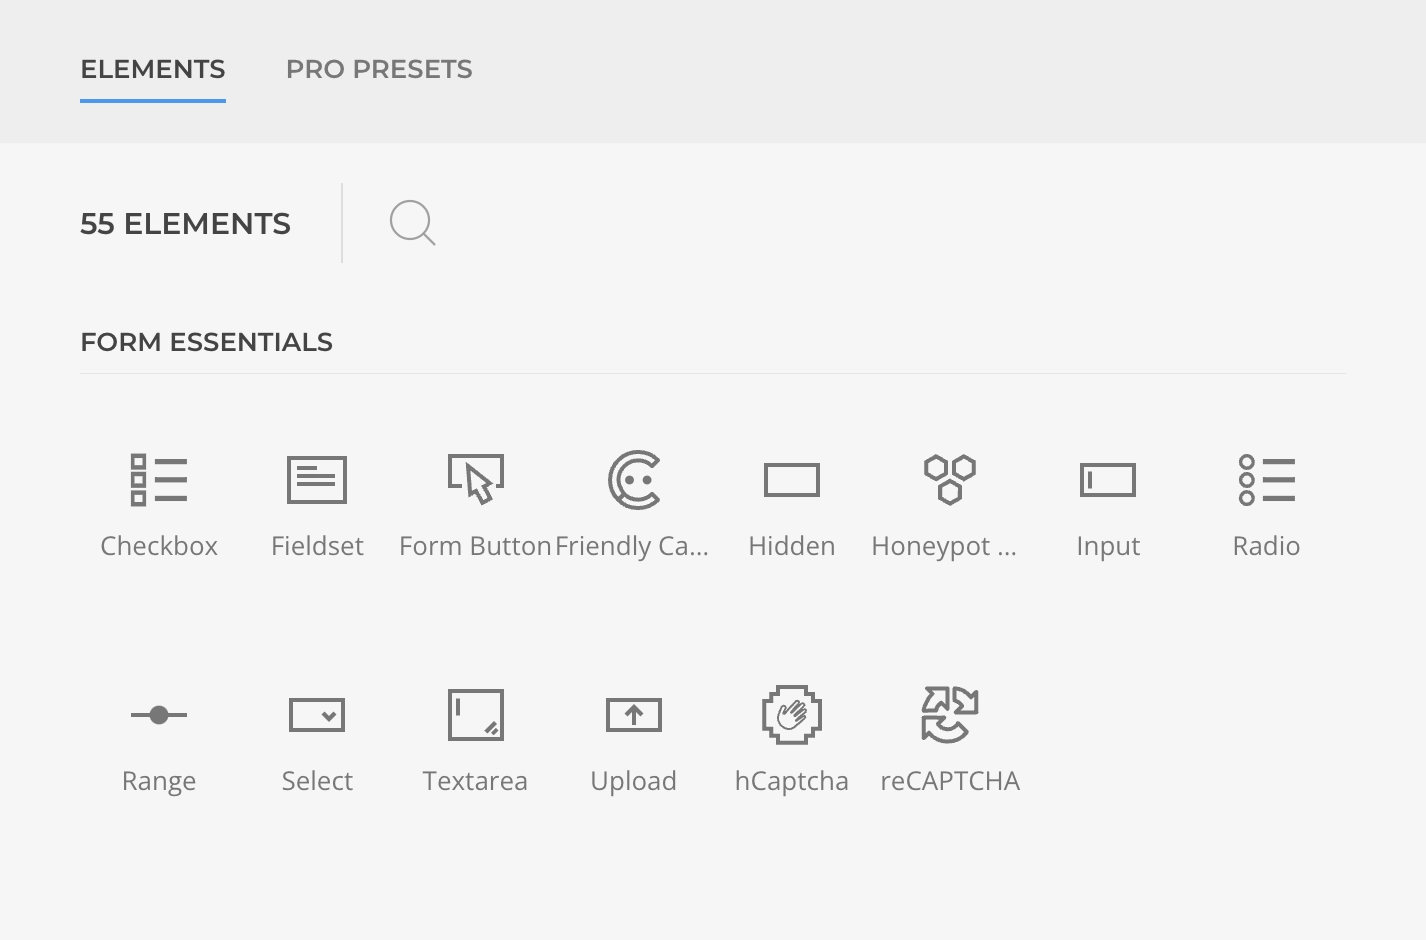 ELEMENTS PRO PRESETS
55 ELEMENTS
FORM ESSENTIALS
Checkbox Fieldset Form Button Friendly Ca... Hidden Honeypot ... Input Radio
Range Select Textarea Upload hCaptcha reCAPTCHA